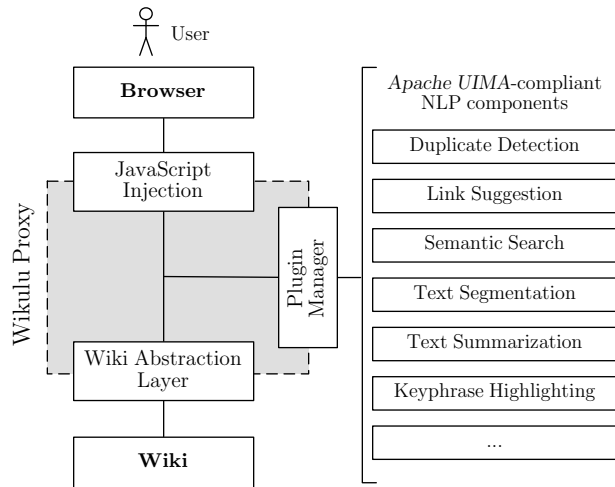 User
Browser
JavaScript
Injection
Wikulu Proxy
Plugin
Manager
Wiki Abstraction
Layer
Wiki
Apache UIMA-compliant
NLP components
Duplicate Detection
Link Suggestion
Semantic Search
Text Segmentation
Text Summarization
Keyphrase Highlighting
...